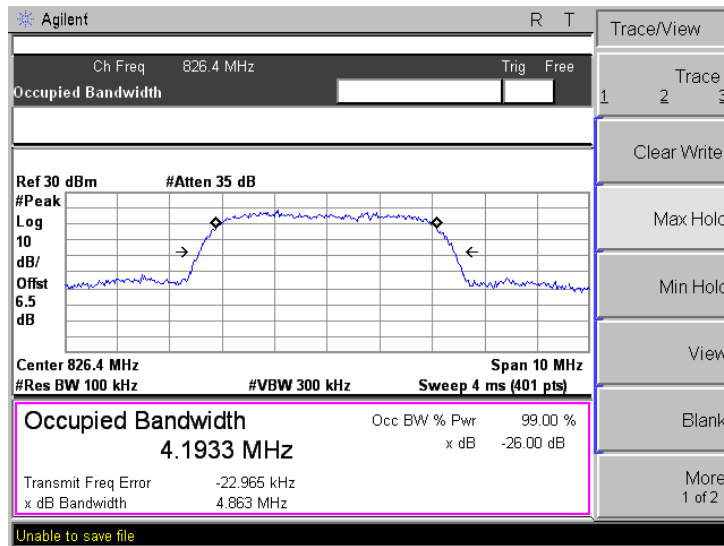 Agilent R T
Ch Freq 826.4 MHz Trig Free
Occupied Bandwidth
Ref 30 dBm #Atten 35 dB
#Peak
Log
10
dB/
Offst
6.5
dB
Center 826.4 MHz Span 10 MHz
#Res BW 100 kHz #VBW 300 kHz Sweep 4 ms (401 pts)
Occupied Bandwidth
4.1933 MHz
Occ BW % Pwr 99.00 %
x dB -26.00 dB
Transmit Freq Error -22.965 kHz
x dB Bandwidth 4.863 MHz
Unable to save file
Trace/View
Trace
1 2 3
Clear Write
Max Hold
Min Hold
View
Blank
More
1 of 2